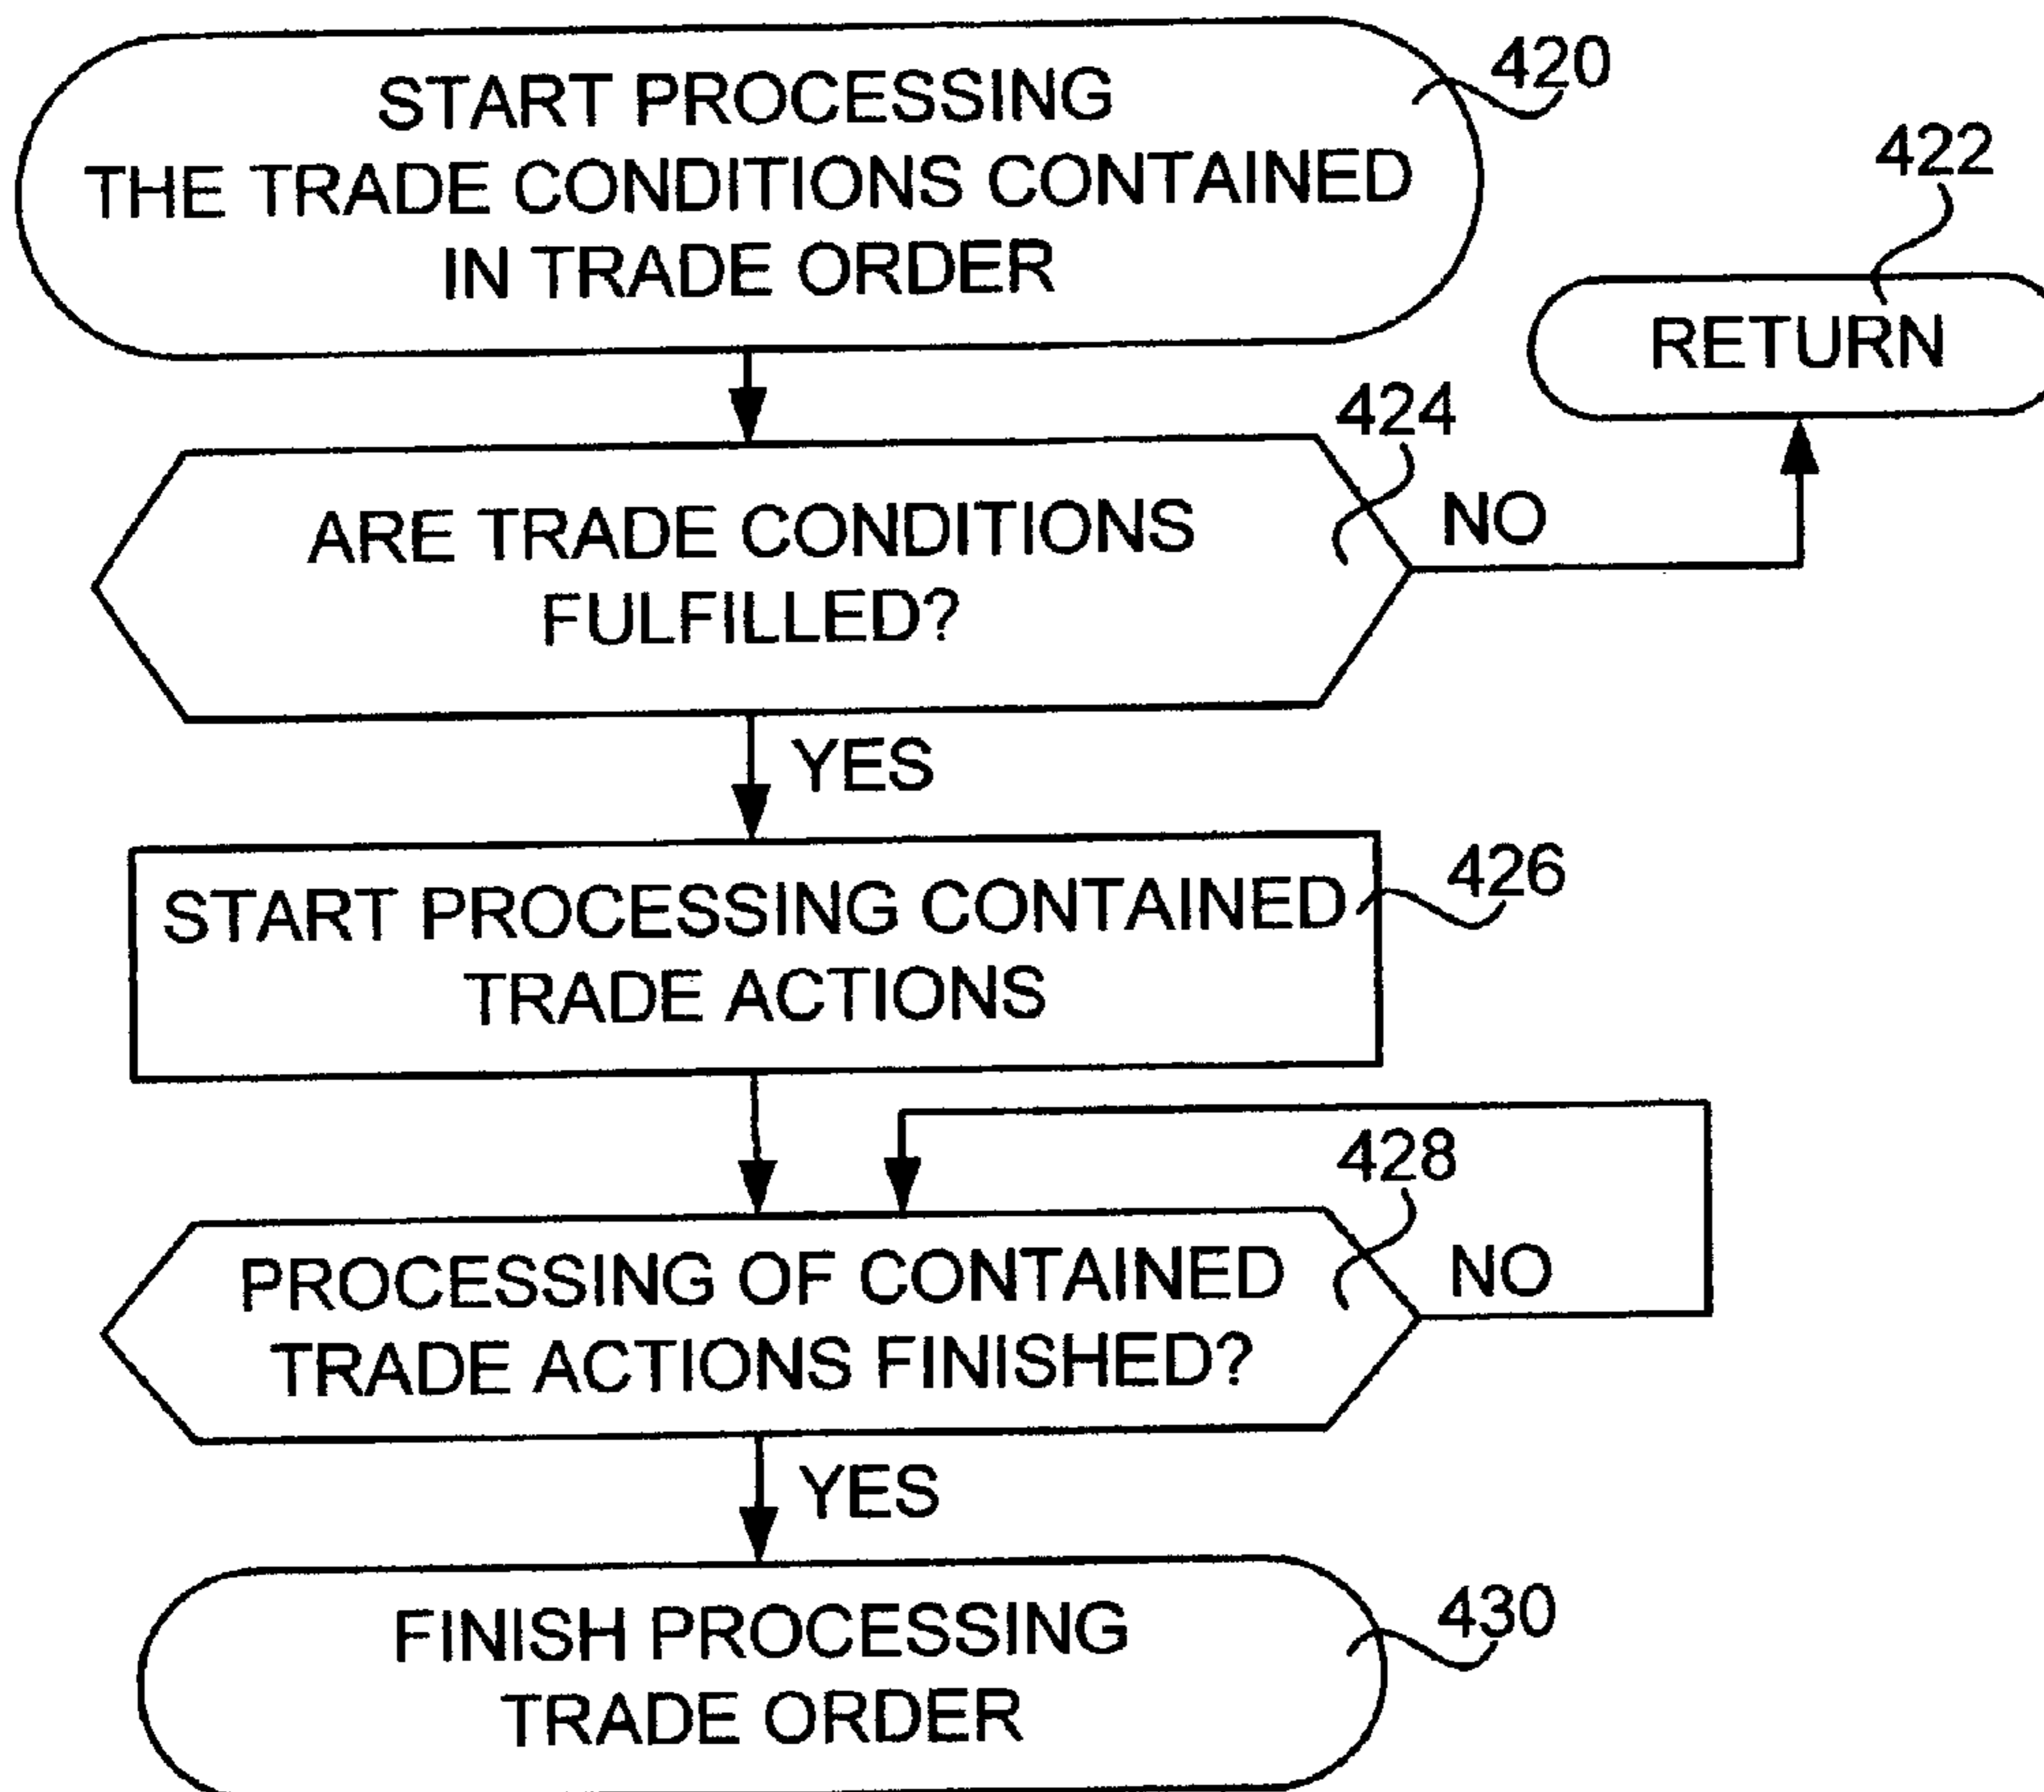 START PROCESSING
THE TRADE CONDITIONS CONTAINED
IN TRADE ORDER
420
422
RETURN
424
ARE TRADE CONDITIONS
FULFILLED?
NO
YES
START PROCESSING CONTAINED
TRADE ACTIONS
426
428
PROCESSING OF CONTAINED
TRADE ACTIONS FINISHED?
NO
YES
FINISH PROCESSING
TRADE ORDER
430